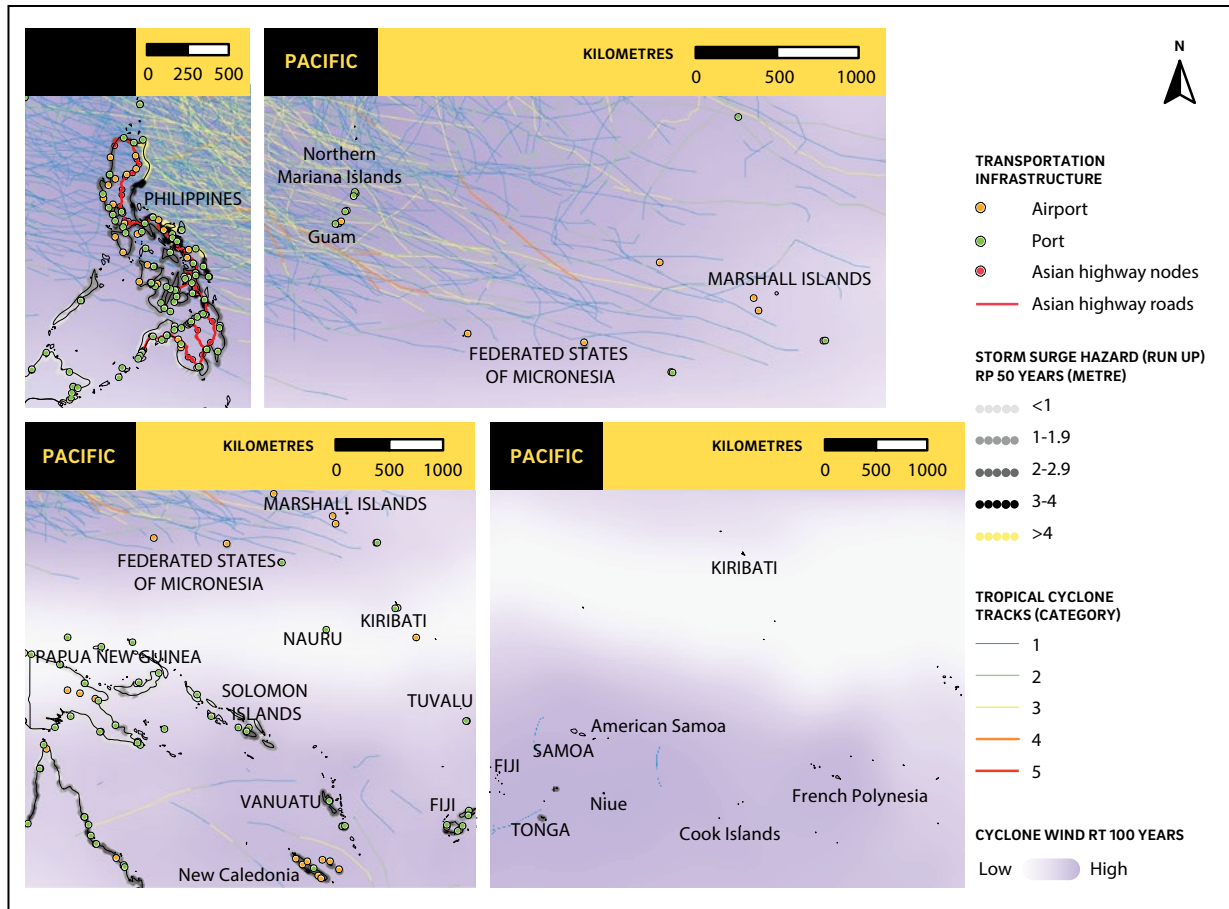 0 250 500
PHILIPPINES
PACIFIC
KILOMETRES
0 500 1000
Northern
Mariana Islands
Guam
MARSHALL ISLANDS
FEDERATED STATES
OF MICRONESIA
PACIFIC
KILOMETRES
0 500 1000
MARSHALL ISLANDS
FEDERATED STATES
OF MICRONESIA
KIRIBATI
NAURU
PAPUA NEW GUINEA
SOLOMON
ISLANDS
TUVALU
VANUATU
FIJI
New Caledonia
PACIFIC
KILOMETRES
0 500 1000
KIRIBATI
American Samoa
SAMOA
FIJI
Niue
French Polynesia
TONGA
Cook Islands
N
TRANSPORTATION
INFRASTRUCTURE
Airport
Port
Asian highway nodes
Asian highway roads
STORM SURGE HAZARD (RUN UP)
RP 50 YEARS (METRE)
<1
1-1.9
2-2.9
3-4
>4
TROPICAL CYCLONE
TRACKS (CATEGORY)
1
2
3
4
5
CYCLONE WIND RT 100 YEARS
Low High